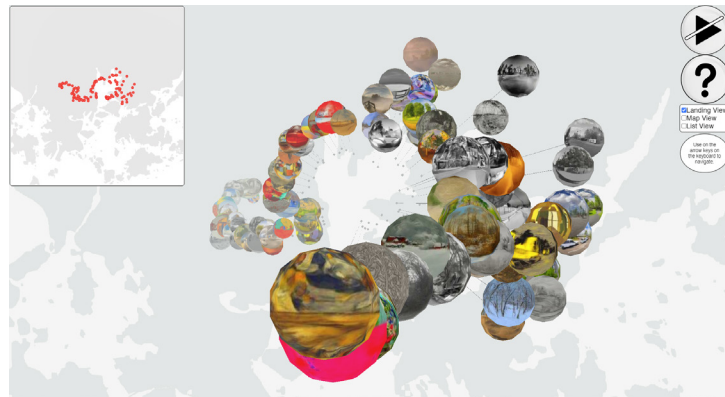 ?
Landing View
Map View
List View
Use on the
arrow keys on
the keyboard to
navigate